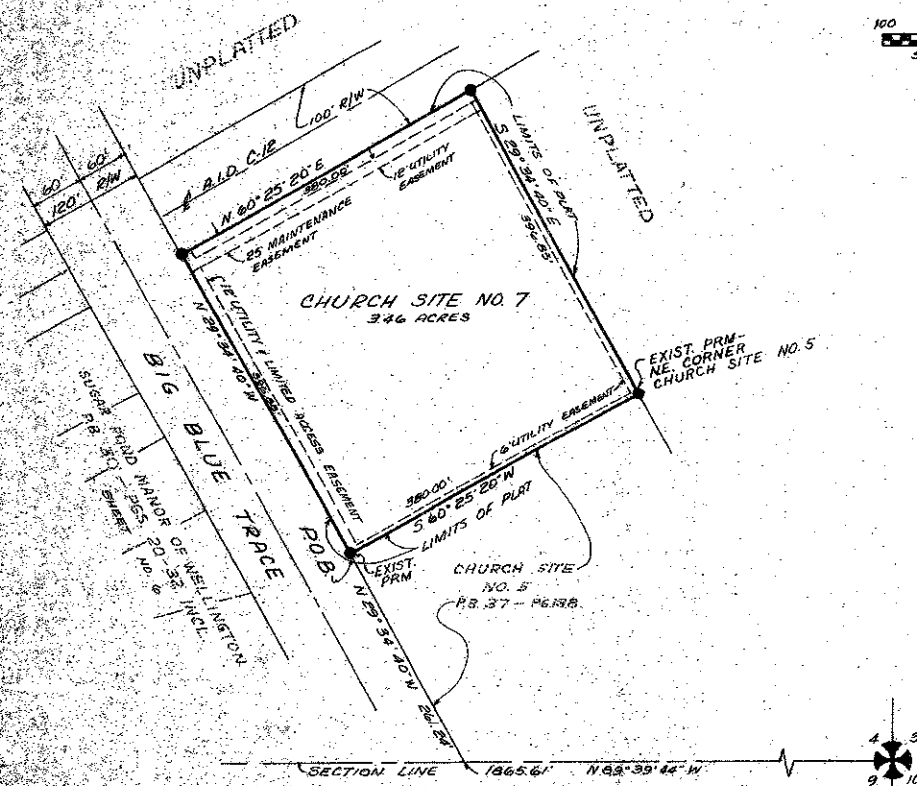 UNPLATTED
100
5
60'
60'
120' R/W
100' R/W
℄ A.I.D. C-12
N. 60° 25' 20" E
380.00'
12' UTILITY
EASEMENT
25' MAINTENANCE
EASEMENT
LIMITS OF PLAT
S 29° 34' 40" E
396.85'
UNPLATTED
CHURCH SITE NO. 7
3.46 ACRES
12' UTILITY & LIMITED ACCESS EASEMENT
N 29° 34' 40" W
EXIST. PRM-
NE. CORNER
CHURCH SITE NO. 5
6' UTILITY EASEMENT
380.00'
S. 60° 25' 20" W
LIMITS OF PLAT
BIG BLUE TRACE
SUGAR POND MANOR OF WELLINGTON
P.B. 30 - PGS. 20-32 INCL.
SHEET NO. 6
P.O.B.
EXIST.
PRM
CHURCH SITE
NO. 5
P.B. 37 - PG.
N 29° 34' 40" W 261.24'
SECTION LINE 1865.61' N 89° 39' 44" W
4 3
9 10